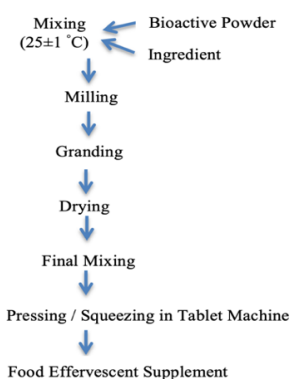 Mixing
(25±1 °C)
Bioactive Powder
Ingredient
Milling
Granding
Drying
Final Mixing
Pressing / Squeezing in Tablet Machine
Food Effervescent Supplement